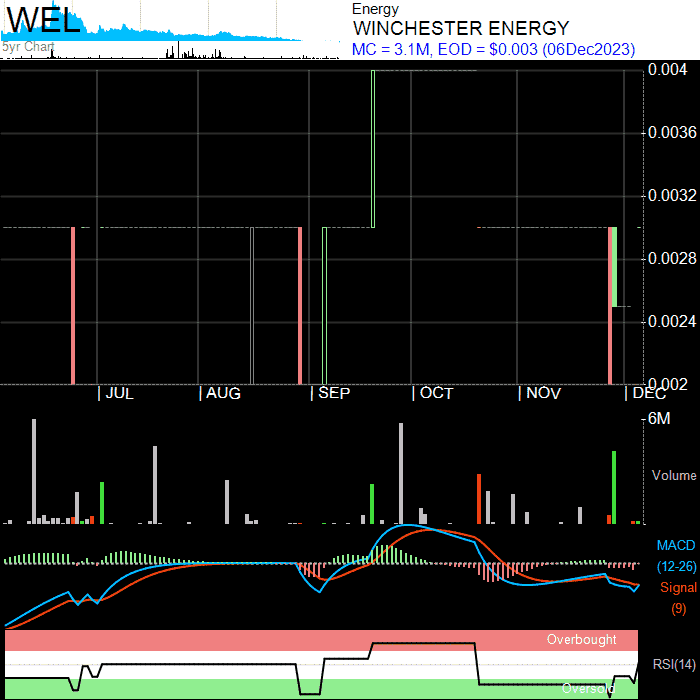 WEL
5yr Chart
Energy
WINCHESTER ENERGY
MC = 3.1M, EOD = $0.003 (06Dec2023)
0.004
0.0036
0.0032
0.003
0.0028
0.0024
0.002
| JUL | AUG | SEP | OCT | NOV | DEC
6M
Volume
MACD
(12-26)
Signal
(9)
Overbought
RSI(14)
Oversold